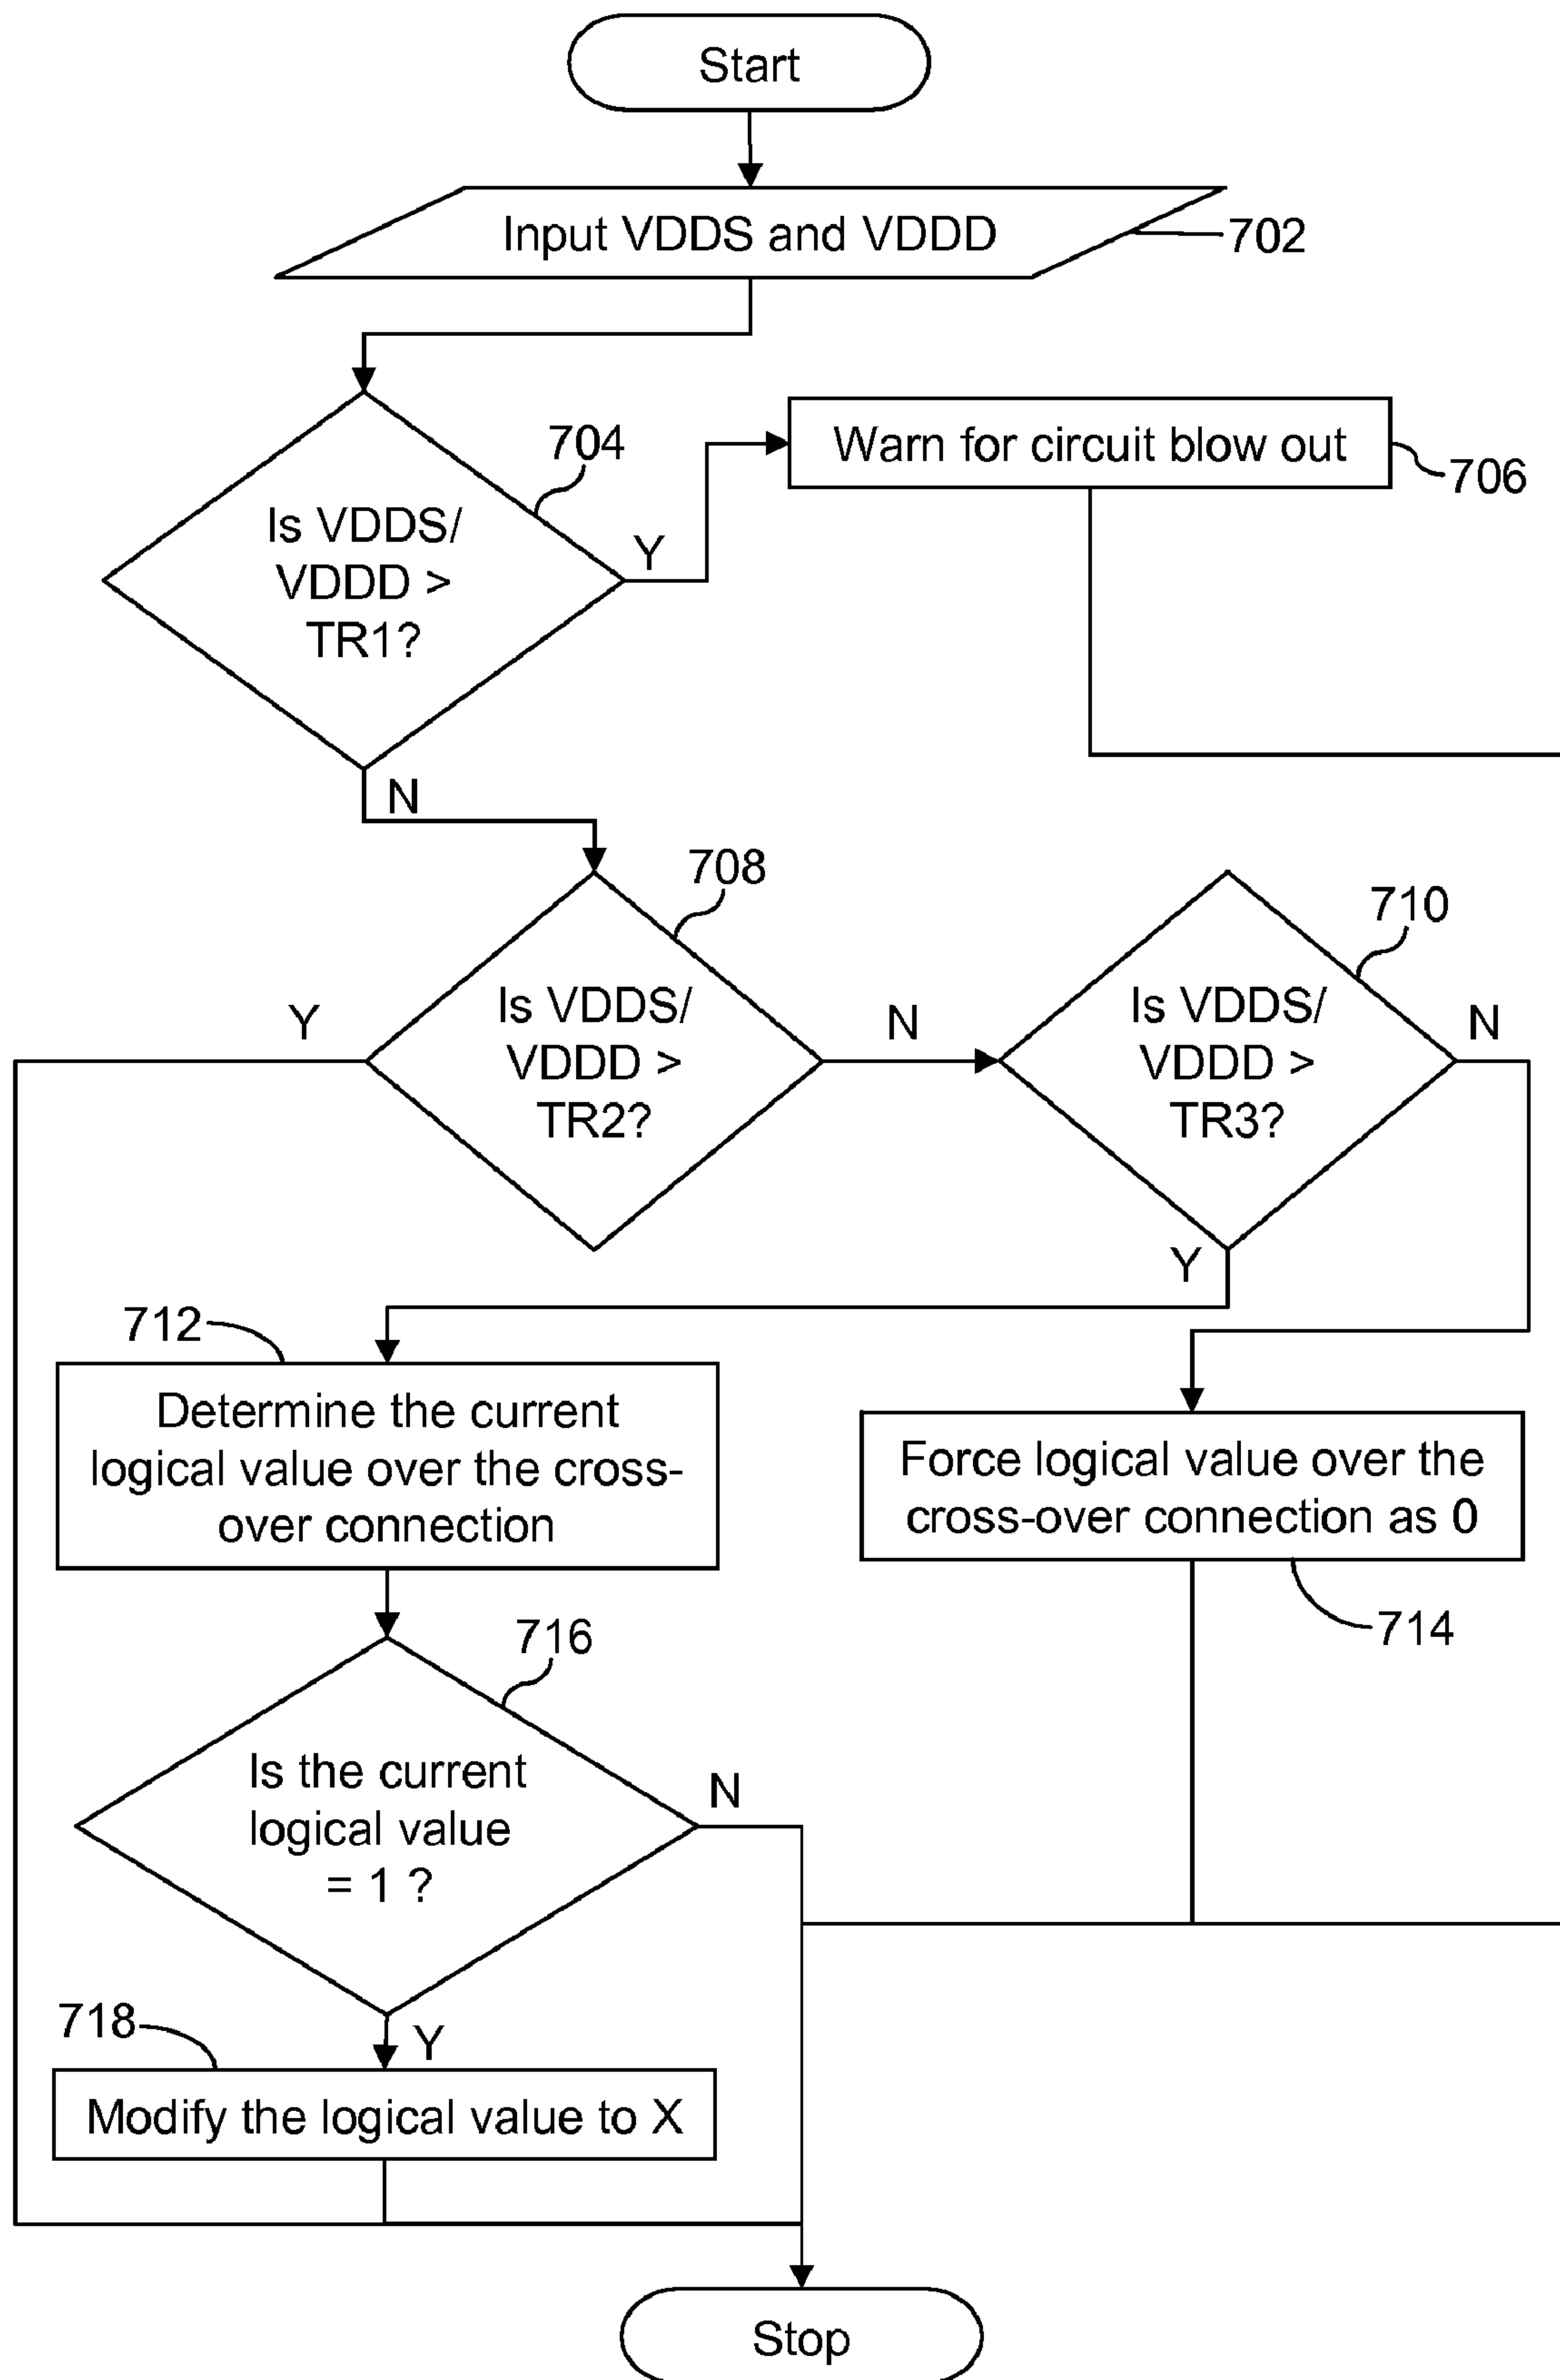 Start
Input VDDS and VDDD
702
704
Is VDDS/
VDDD >
TR1?
Y
Warn for circuit blow out
706
N
708
Is VDDS/
VDDD >
TR2?
Y
N
710
Is VDDS/
VDDD >
TR3?
N
Y
712
Determine the current
logical value over the cross-
over connection
Force logical value over the
cross-over connection as 0
714
716
Is the current
logical value
= 1 ?
N
718
Y
Modify the logical value to X
Stop